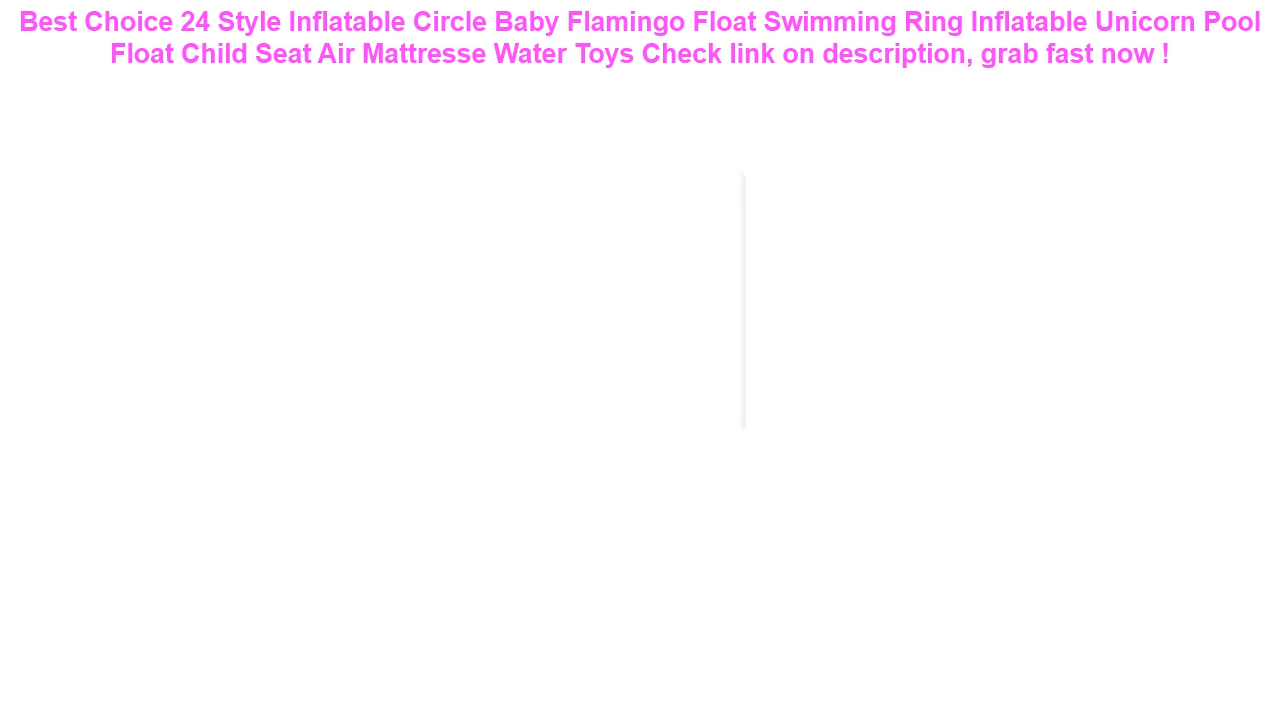 Best Choice 24 Style Inflatable Circle Baby Flamingo Float Swimming Ring Inflatable Unicorn Pool
Float Child Seat Air Mattresse Water Toys Check link on description, grab fast now !